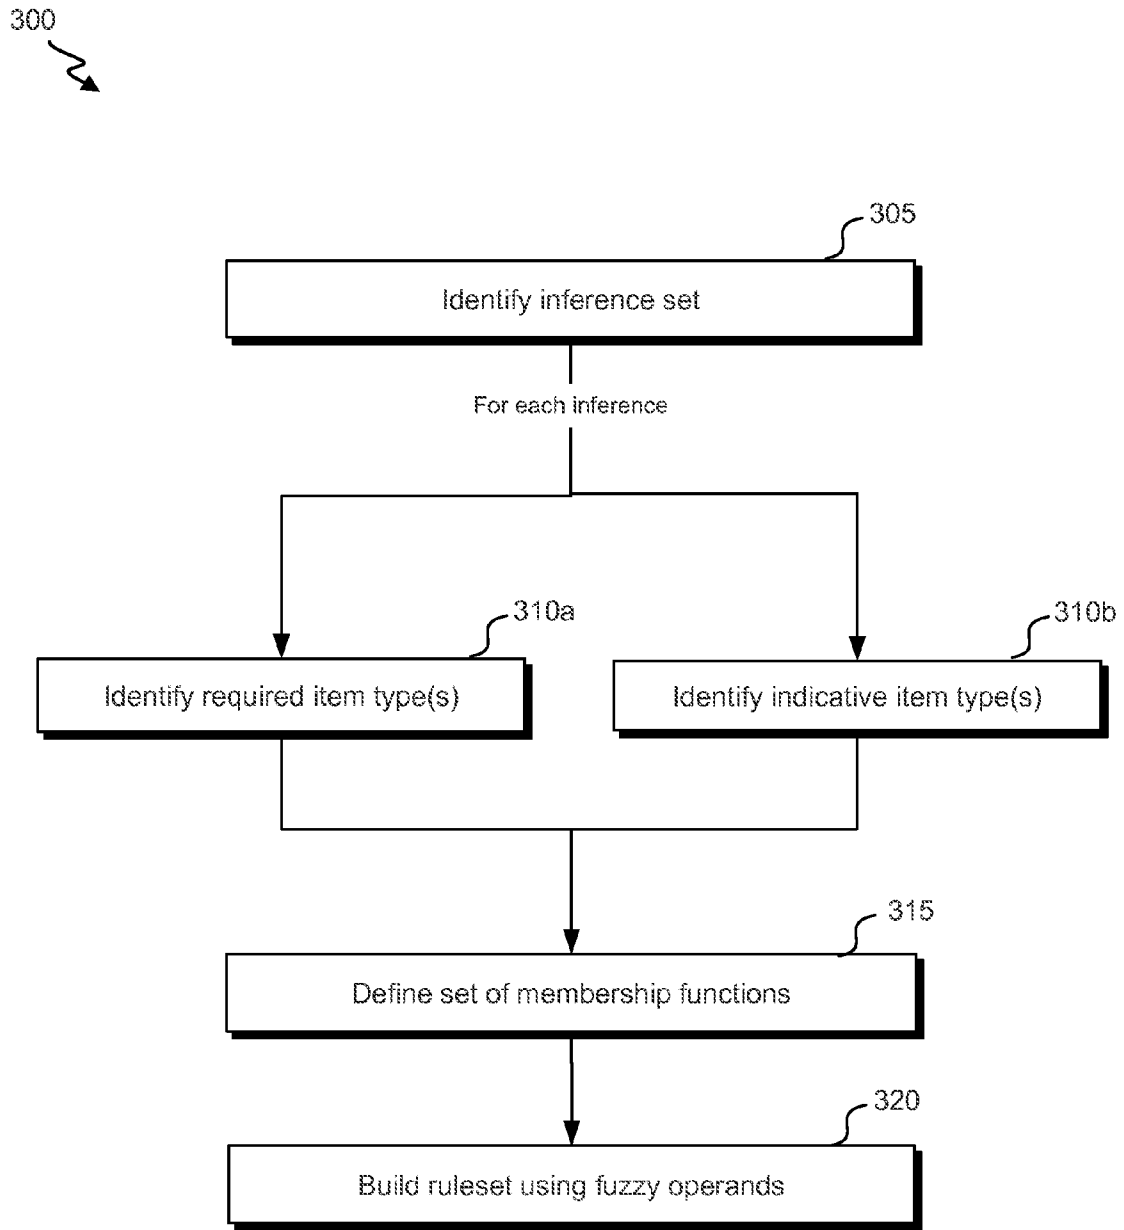 300
305
Identify inference set
For each inference
310a
310b
Identify required item type(s)
Identify indicative item type(s)
315
Define set of membership functions
320
Build ruleset using fuzzy operands